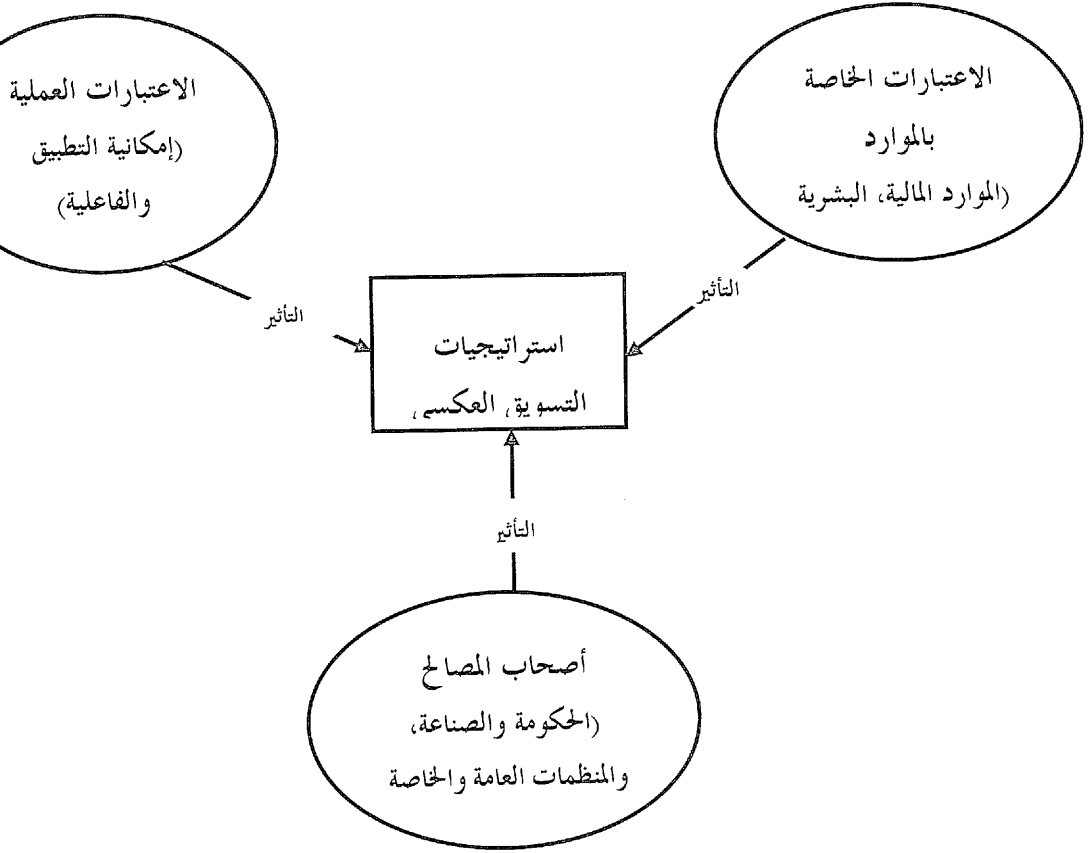 الاعتبارات الخاصة
بالموارد
(الموارد المالية، البشرية
الاعتبارات العملية
(إمكانية التطبيق
والفاعلية)
التأثير
التأثير
استراتيجيات
التسويق العكسي
التأثير
أصحاب المصالح
(الحكومة والصناعة،
والمنظمات العامة والخاصة